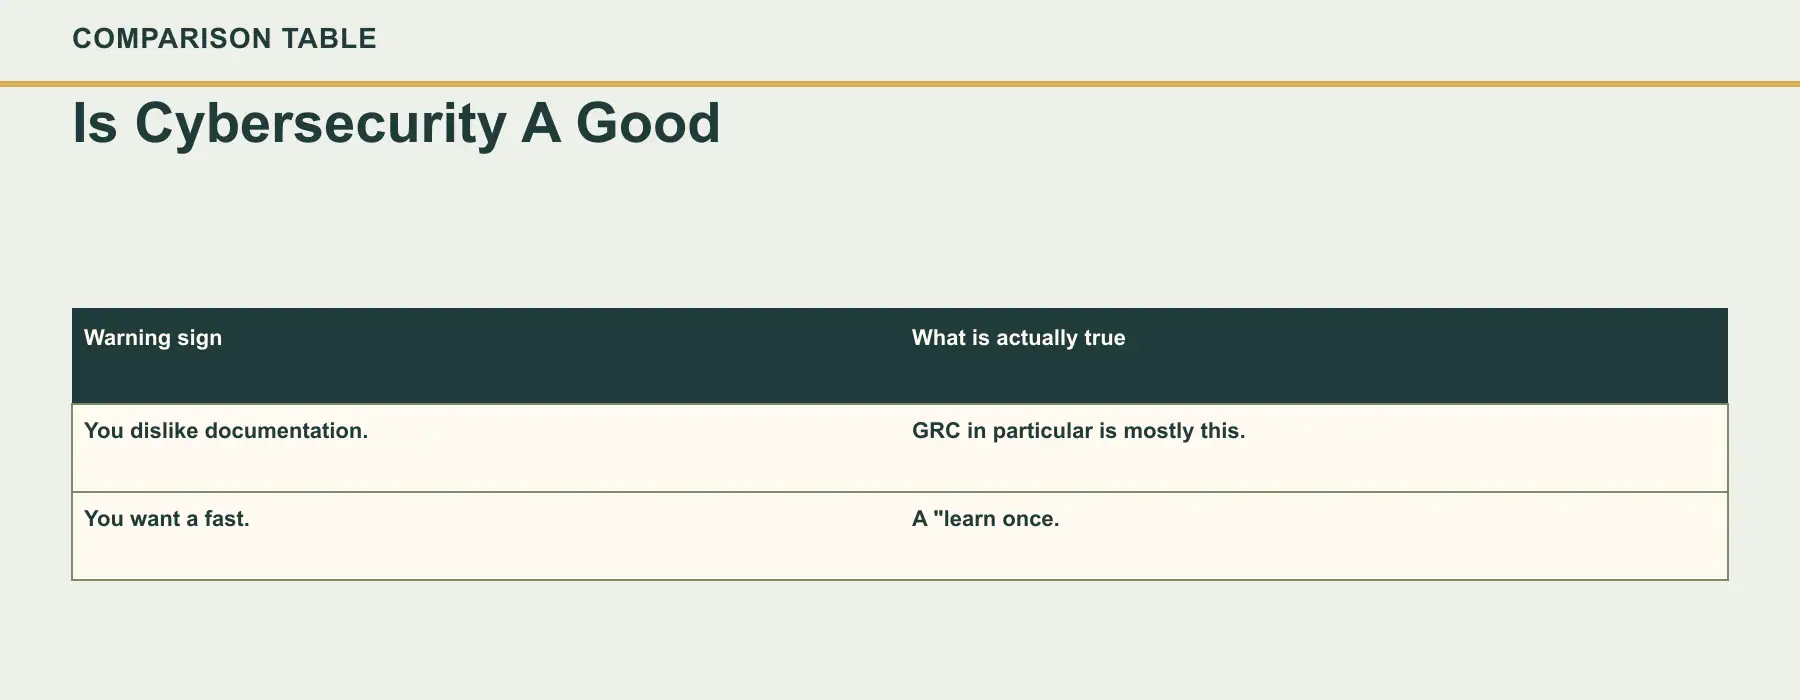 COMPARISON TABLE
Is Cybersecurity A Good
Warning sign What is actually true
You dislike documentation. GRC in particular is mostly this.
You want a fast. A "learn once.